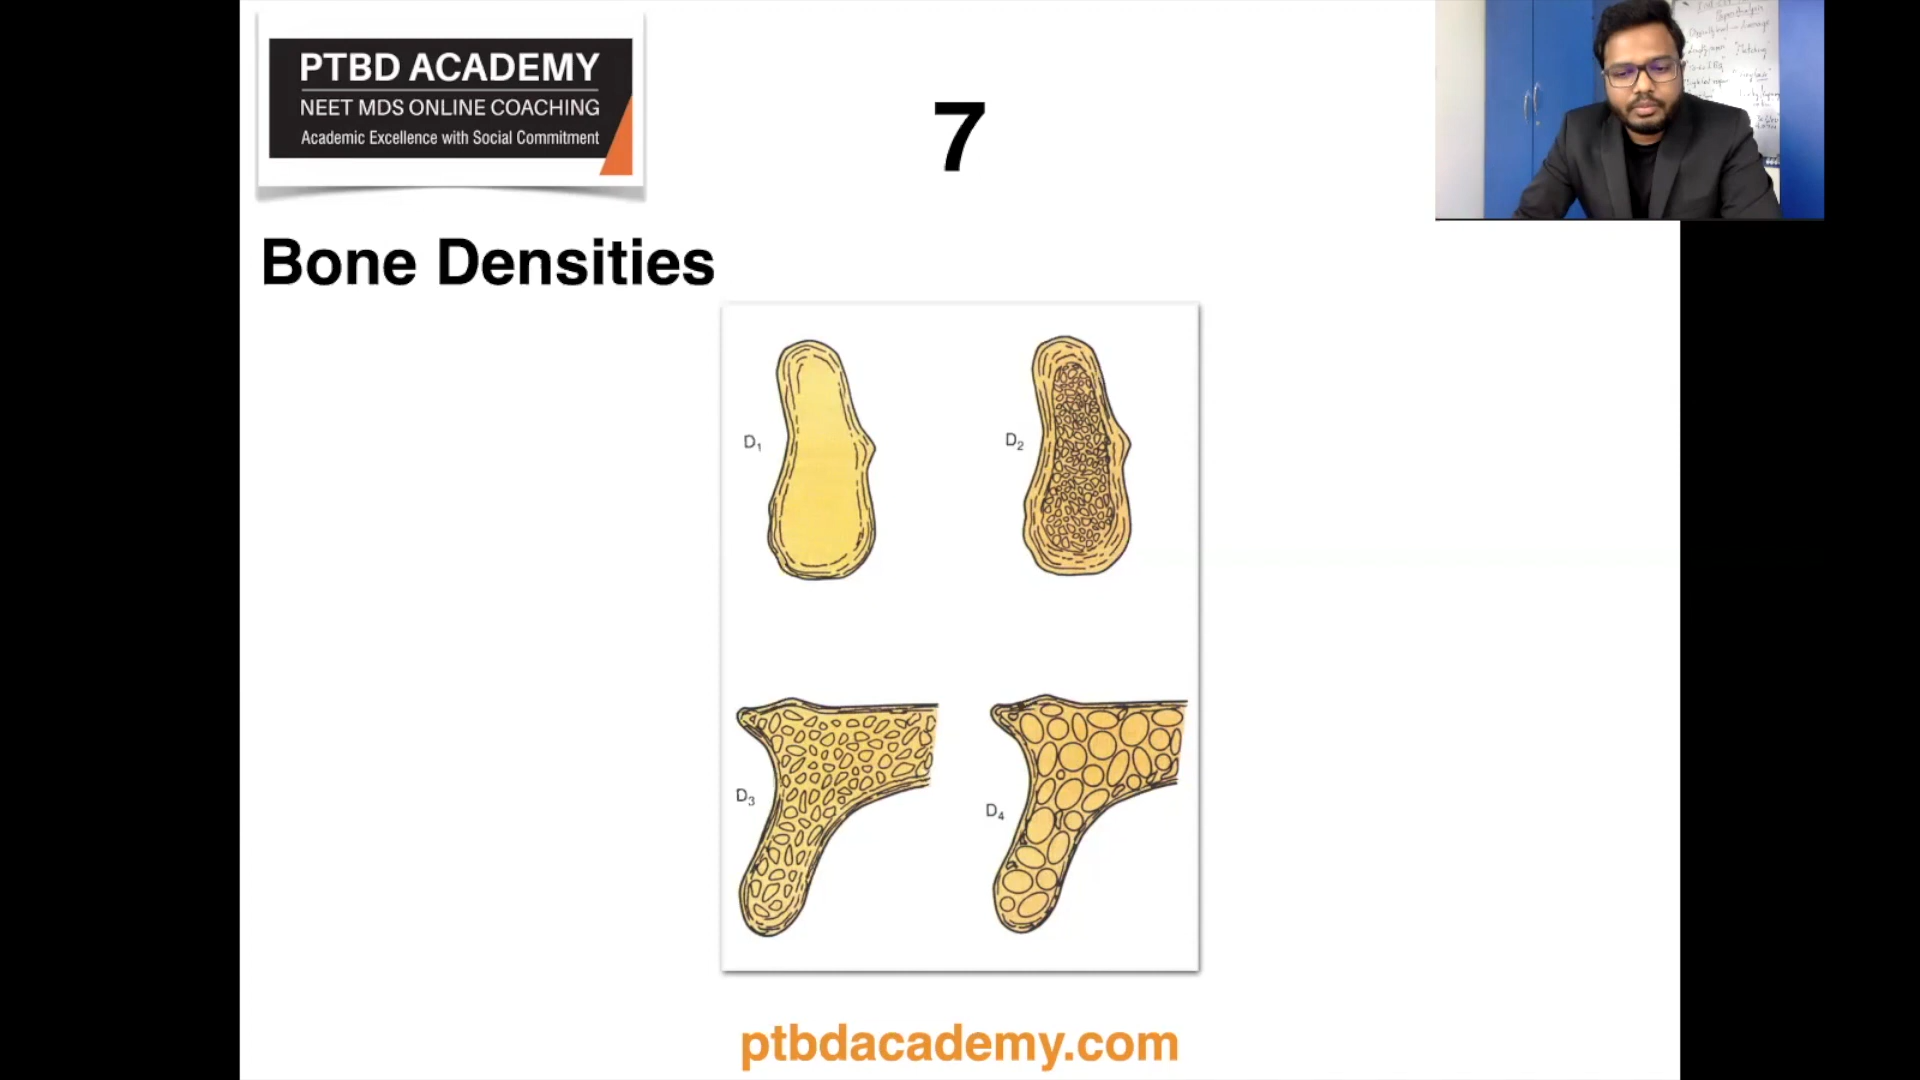 PTBD ACADEMY
NEET MDS ONLINE COACHING
Academic Excellence with Social Commitment
7
Bone Densities
D1
D2
D3
D4
ptbdacademy.com